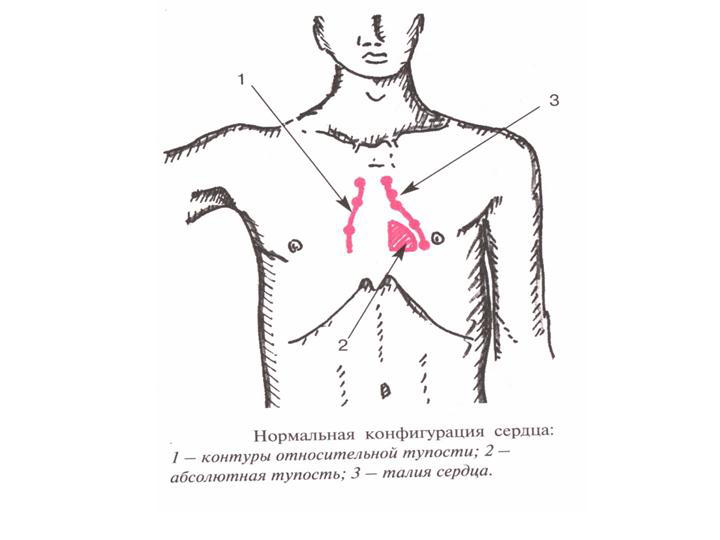 1
3
2
Нормальная конфигурация сердца:
1 — контуры относительной тупости; 2 —
абсолютная тупость; 3 — талия сердца.